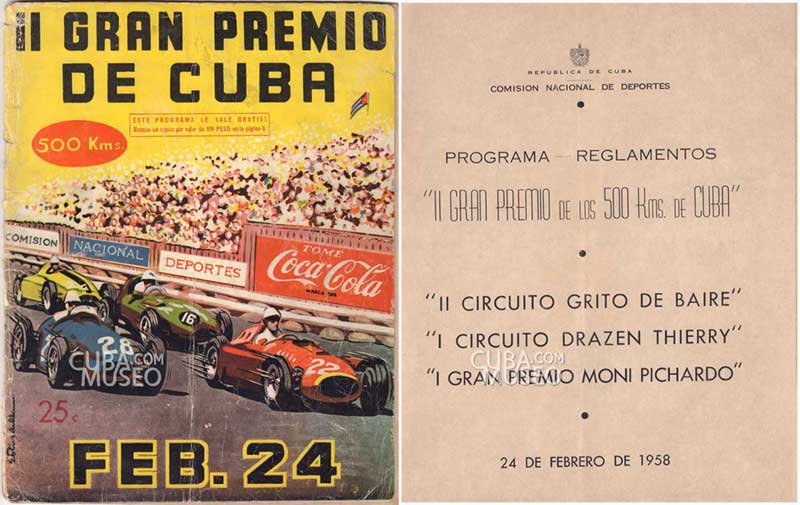 II GRAN PREMIO
DE CUBA
ESTE PROGRAMA LE SALE GRATIS!
500 Kms.
COMISION
NACIONAL
DEPORTES
TOME
Coca-Cola
MARCA REG.
16
28
22
25c
FEB. 24
CUBA.COM
MUSEO
REPUBLICA DE CUBA
COMISION NACIONAL DE DEPORTES
PROGRAMA - REGLAMENTOS
"II GRAN PREMIO DE LOS 500 KMS. DE CUBA"
"II CIRCUITO GRITO DE BAIRE"
"I CIRCUITO DRAZEN THIERRY"
"I GRAN PREMIO MONI PICHARDO"
24 DE FEBRERO DE 1958
CUBA.COM
MUSEO